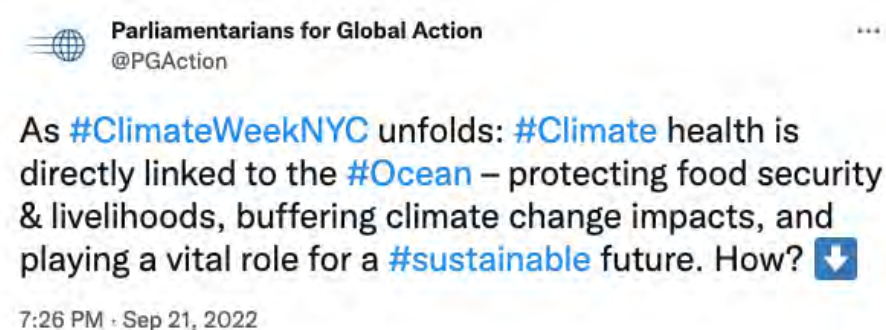 Parliamentarians for Global Action
@PGAction
As #ClimateWeekNYC unfolds: #Climate health is
directly linked to the #Ocean – protecting food security
& livelihoods, buffering climate change impacts, and
playing a vital role for a #sustainable future. How? ⬇️
7:26 PM · Sep 21, 2022